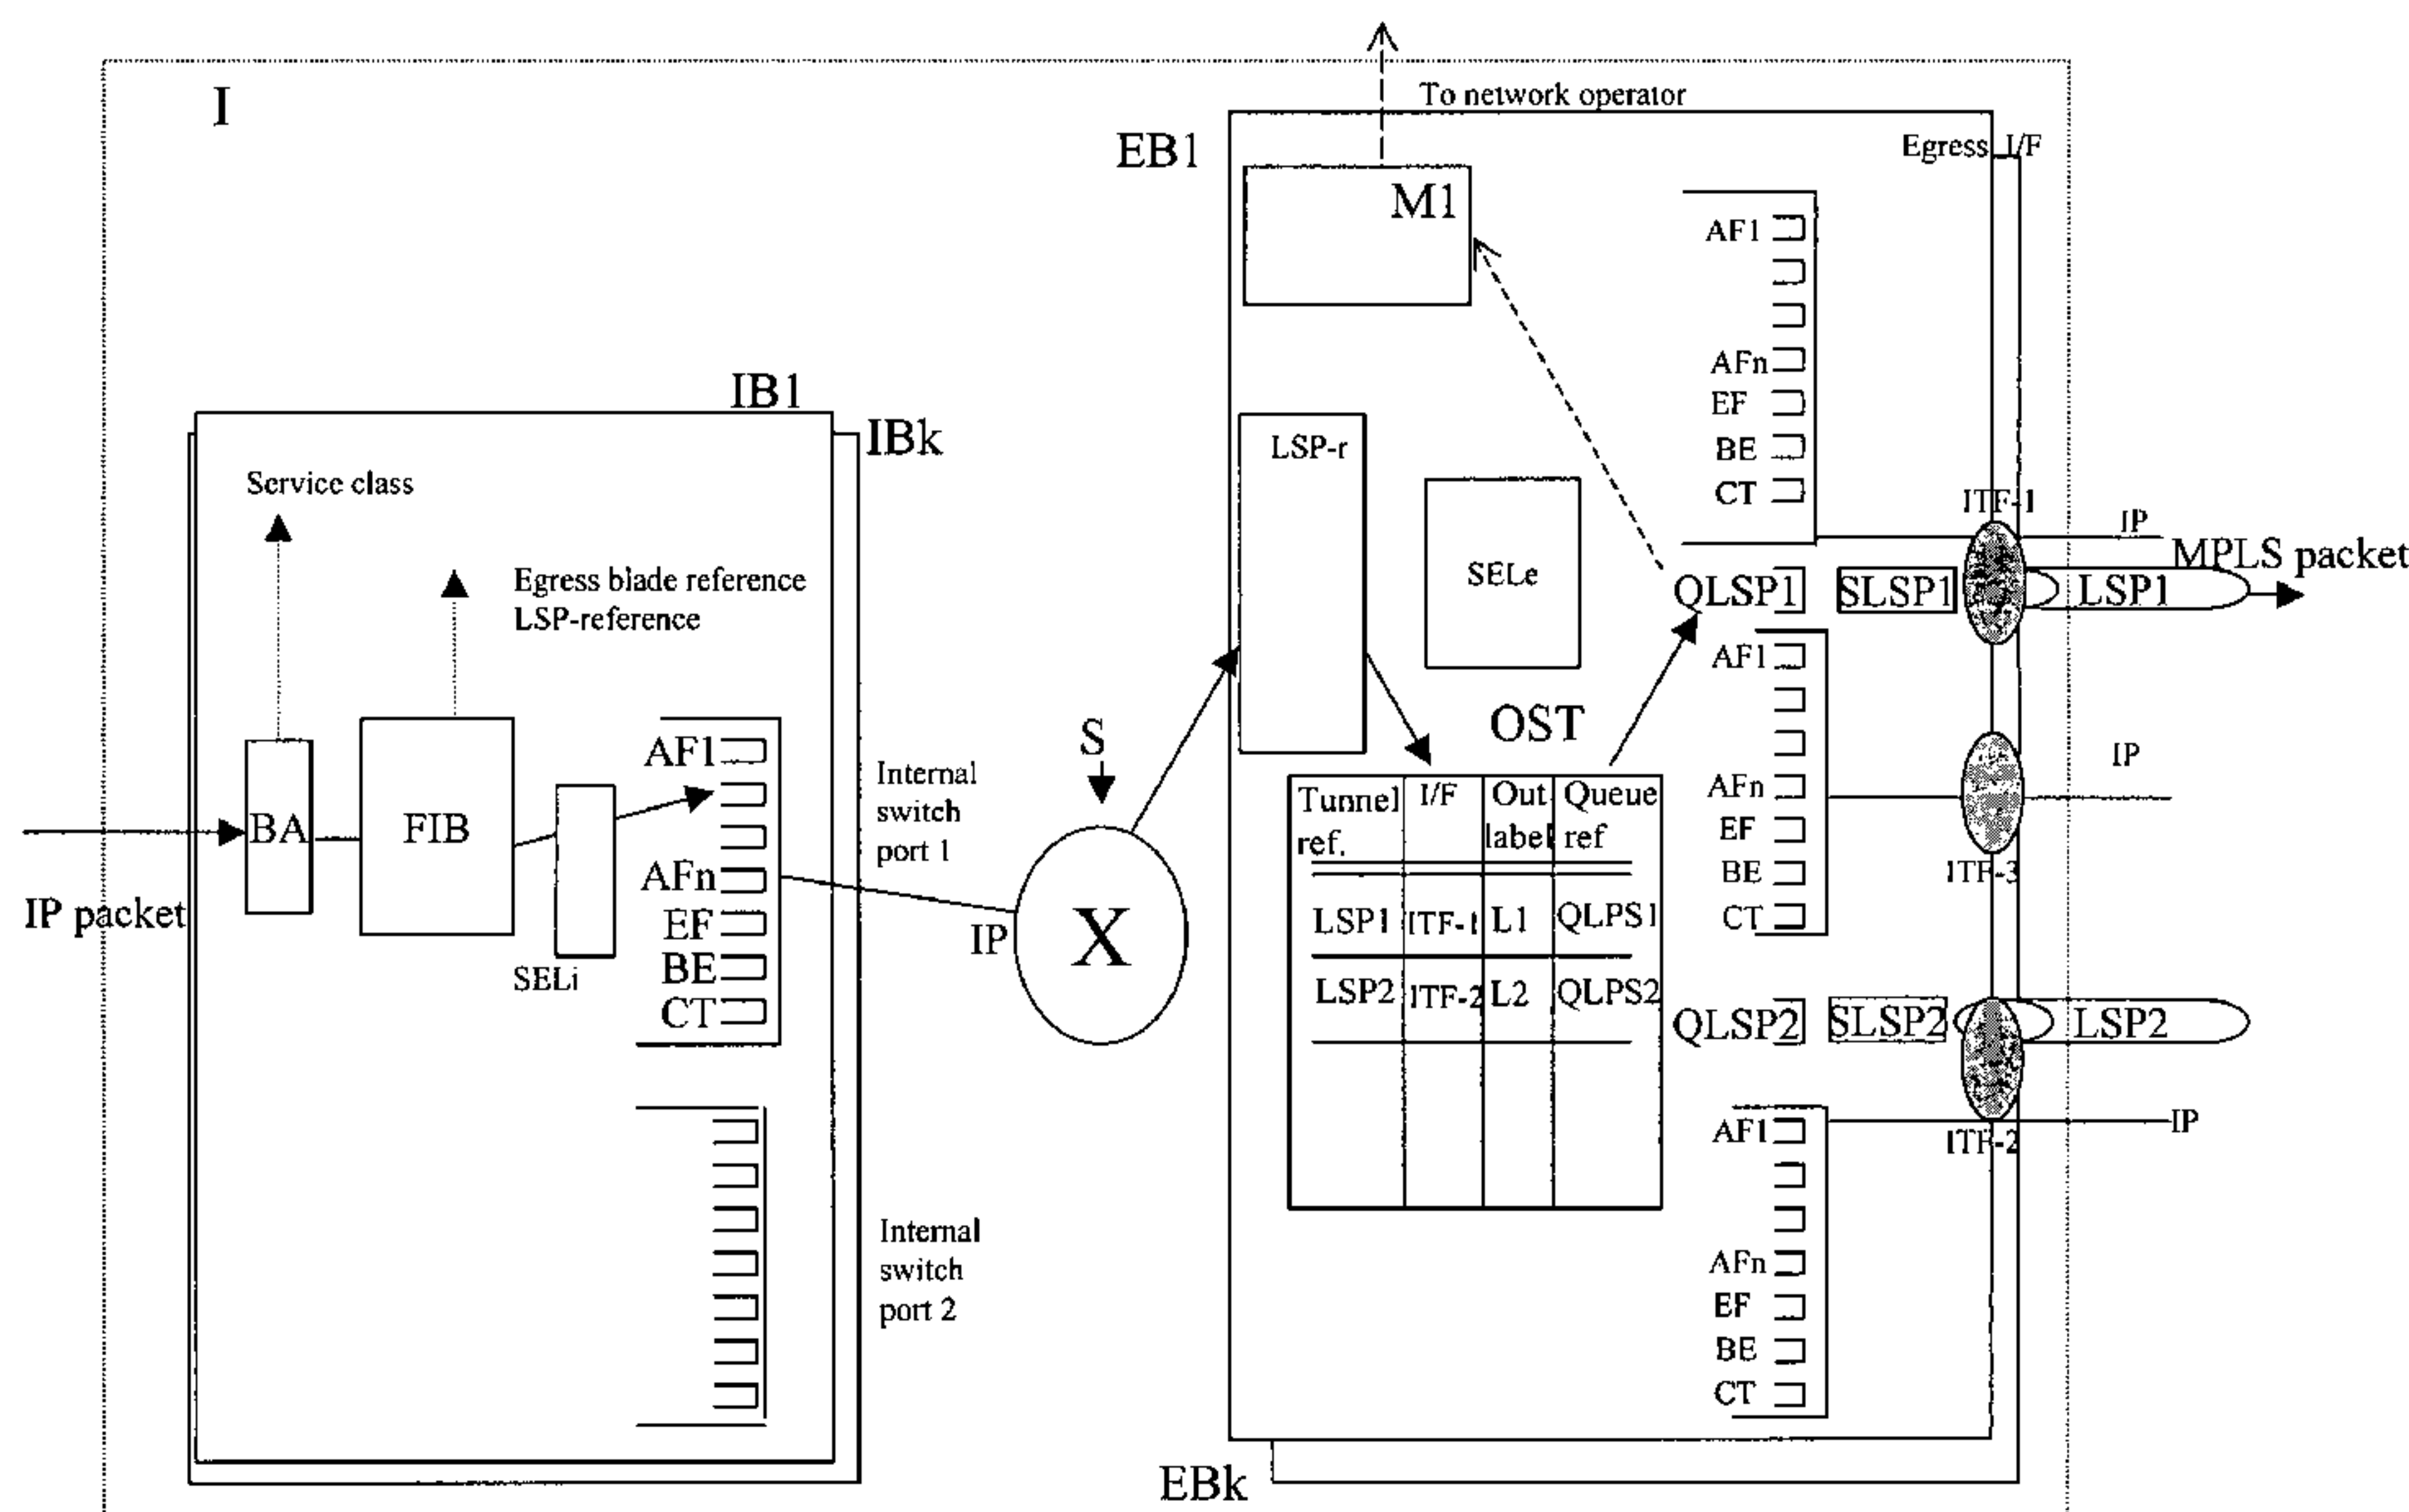 I
To network operator
EB1
Egress I/F
M1
AF1
AFn
EF
BE
CT
IB1
IBk
LSP-r
SELe
Service class
Egress blade reference
LSP-reference
ITF-1
IP
MPLS packet
QLSP1
SLSP1
LSP1
AF1
AFn
EF
BE
CT
OST
S
IP
ITF-3
AF1
AFn
EF
BE
CT
Internal
switch
port 1
BA
FIB
SELi
IP packet
IP
X
Tunnel
ref.
I/F
Out
label
Queue
ref
LSP1
ITF-1
L1
QLPS1
LSP2
ITF-2
L2
QLPS2
QLSP2
SLSP2
LSP2
IP
ITF-2
AF1
AFn
EF
BE
CT
Internal
switch
port 2
EBk